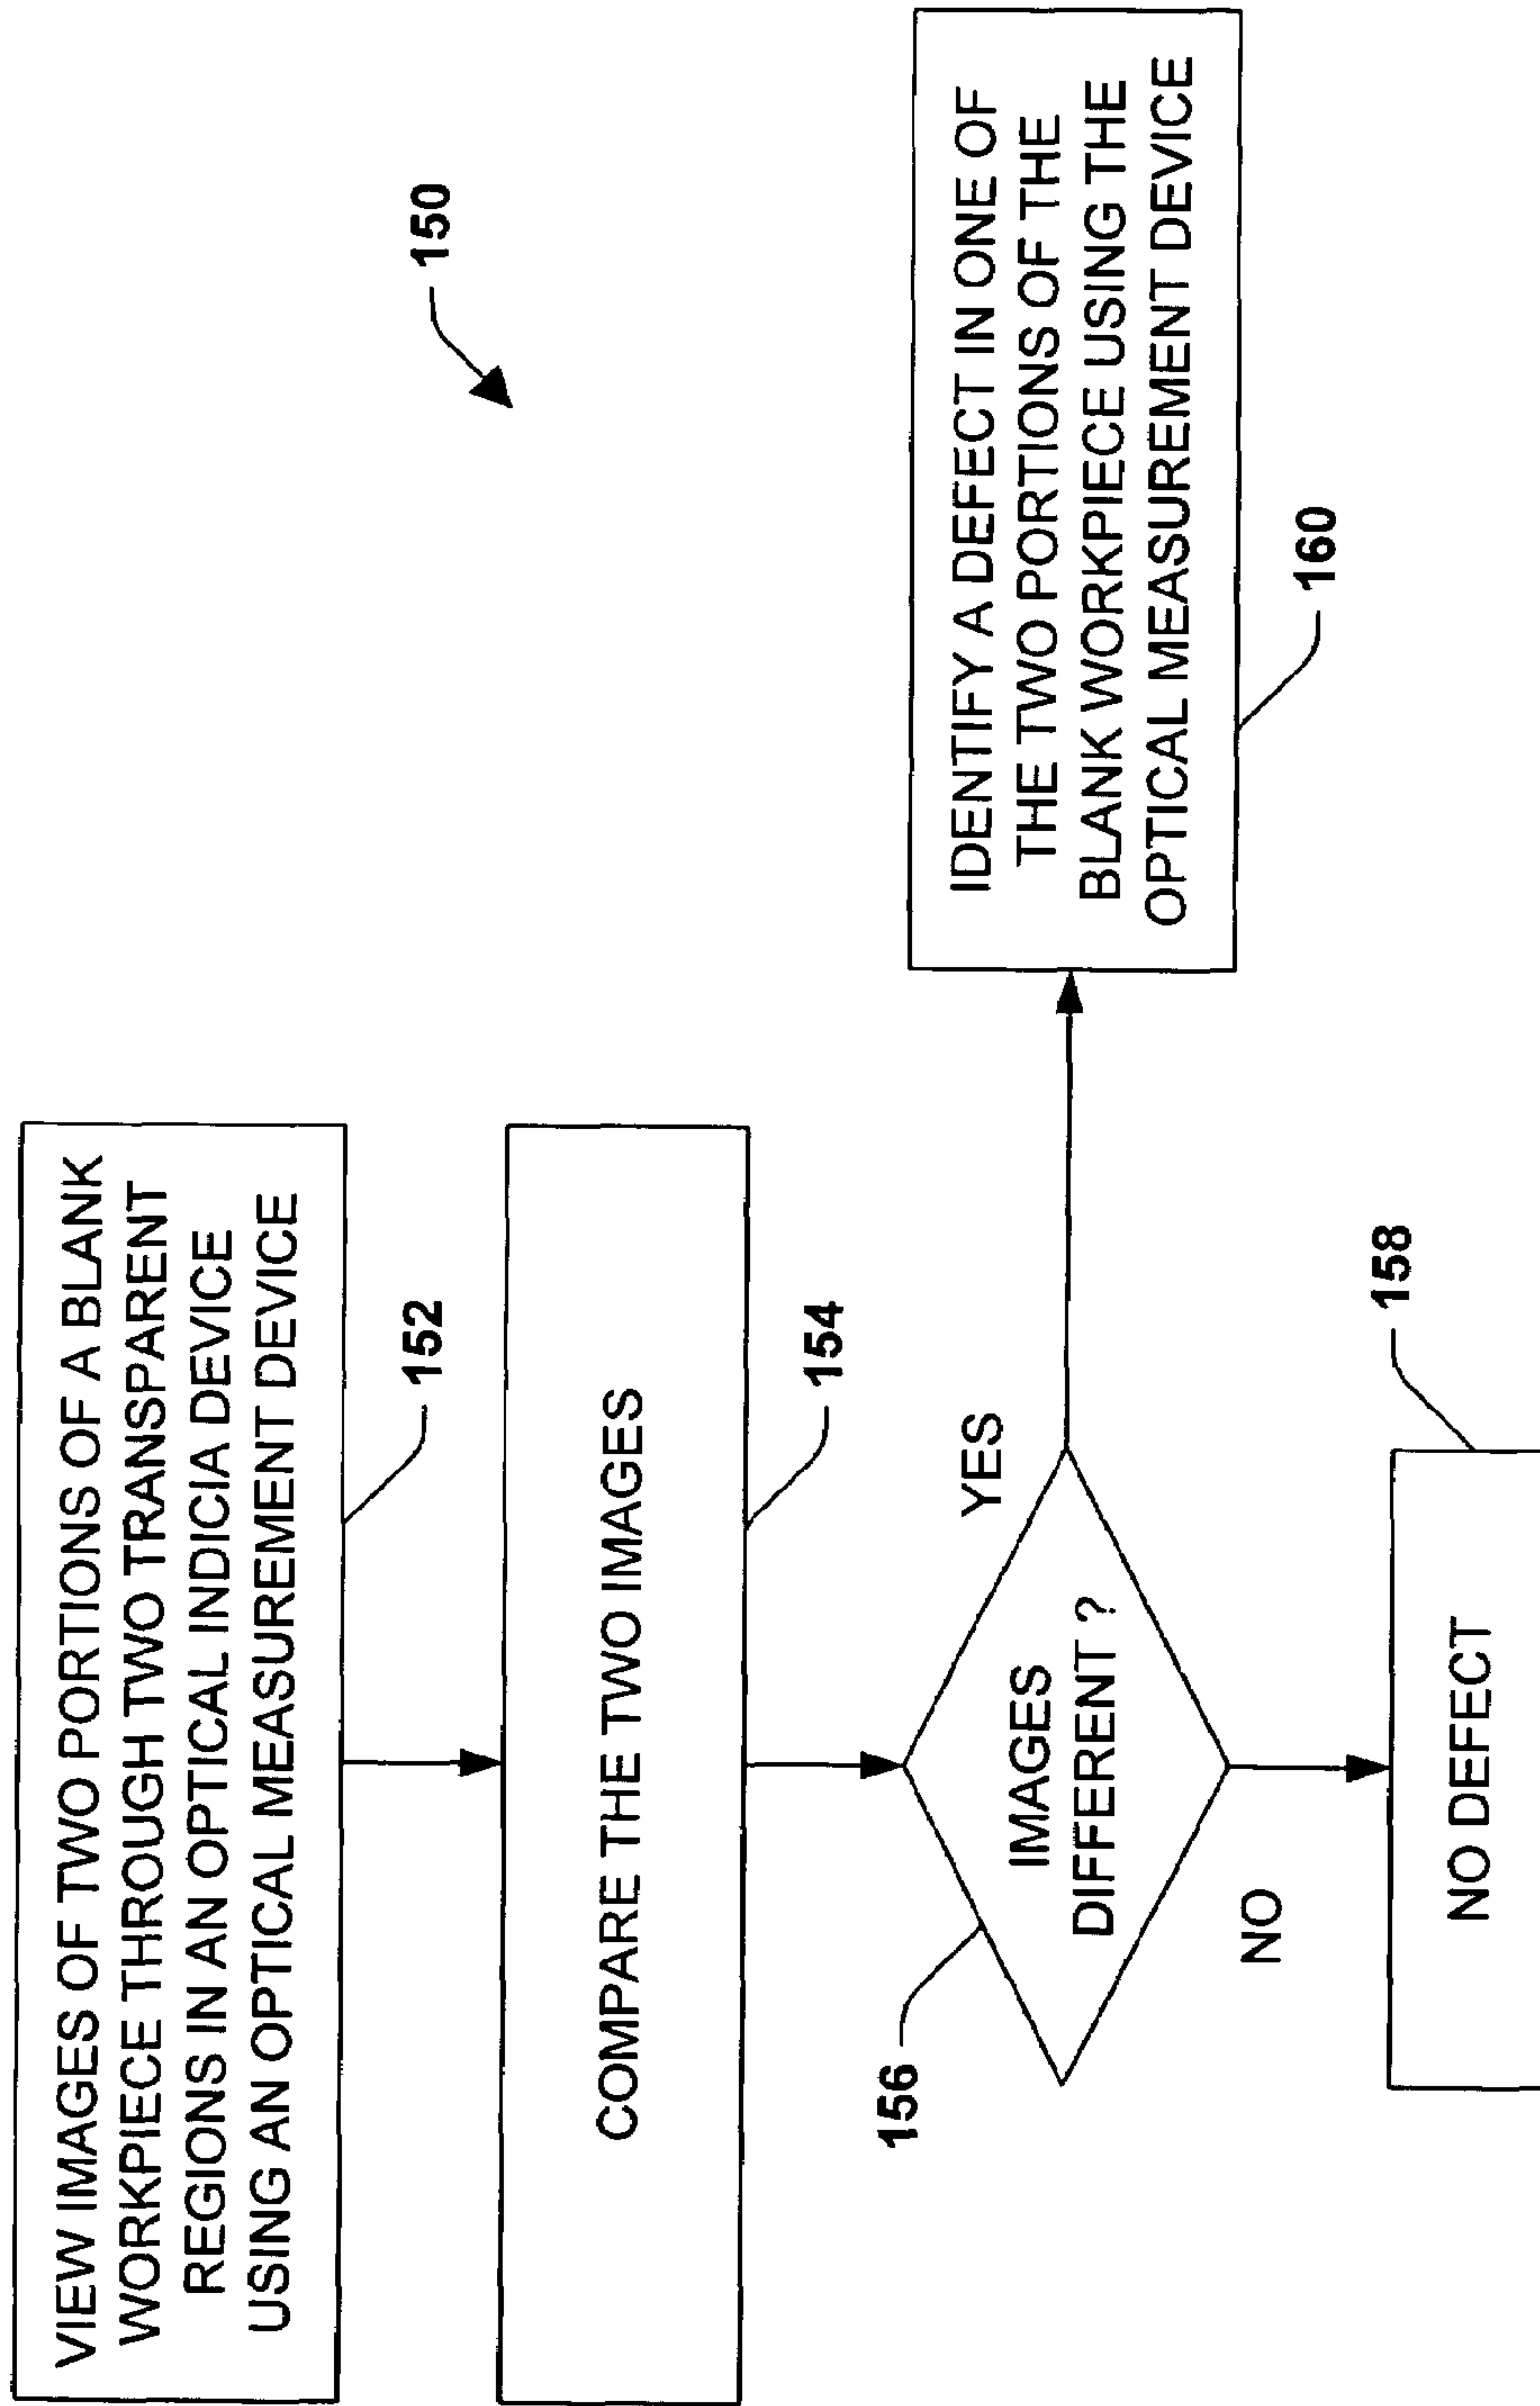 VIEW IMAGES OF TWO PORTIONS OF A BLANK
WORKPIECE THROUGH TWO TRANSPARENT
REGIONS IN AN OPTICAL INDICIA DEVICE
USING AN OPTICAL MEASUREMENT DEVICE
152
150
COMPARE THE TWO IMAGES
154
156
IMAGES
DIFFERENT ?
YES
NO
IDENTIFY A DEFECT IN ONE OF
THE TWO PORTIONS OF THE
BLANK WORKPIECE USING THE
OPTICAL MEASUREMENT DEVICE
160
158
NO DEFECT